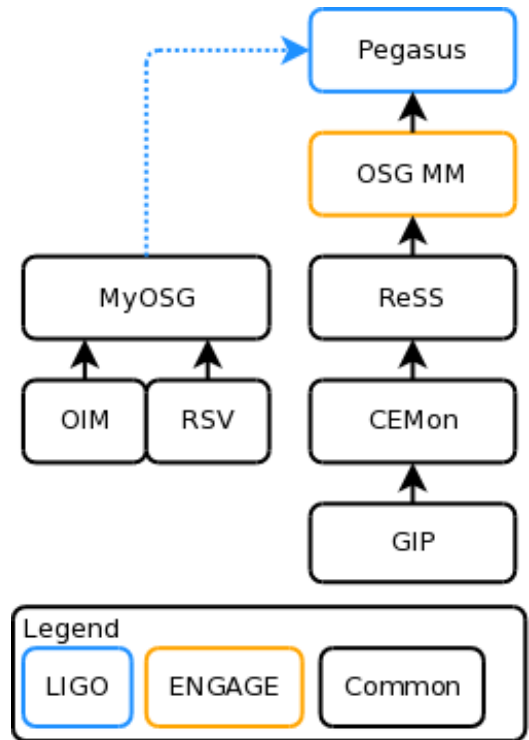 Pegasus
OSG MM
MyOSG
ReSS
OIM
RSV
CEMon
GIP
Legend
LIGO
ENGAGE
Common